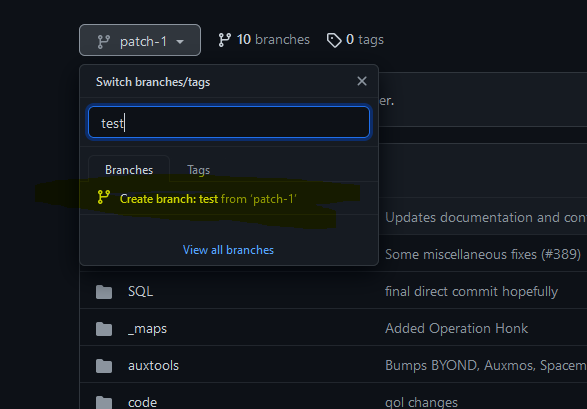 patch-1
10 branches
0 tags
Switch branches/tags
er.
test
Branches
Tags
Create branch: test from 'patch-1'
Updates documentation and con
View all branches
Some miscellaneous fixes (#389)
SQL
final direct commit hopefully
_maps
Added Operation Honk
auxtools
Bumps BYOND, Auxmos, Spacem
code
gol changes